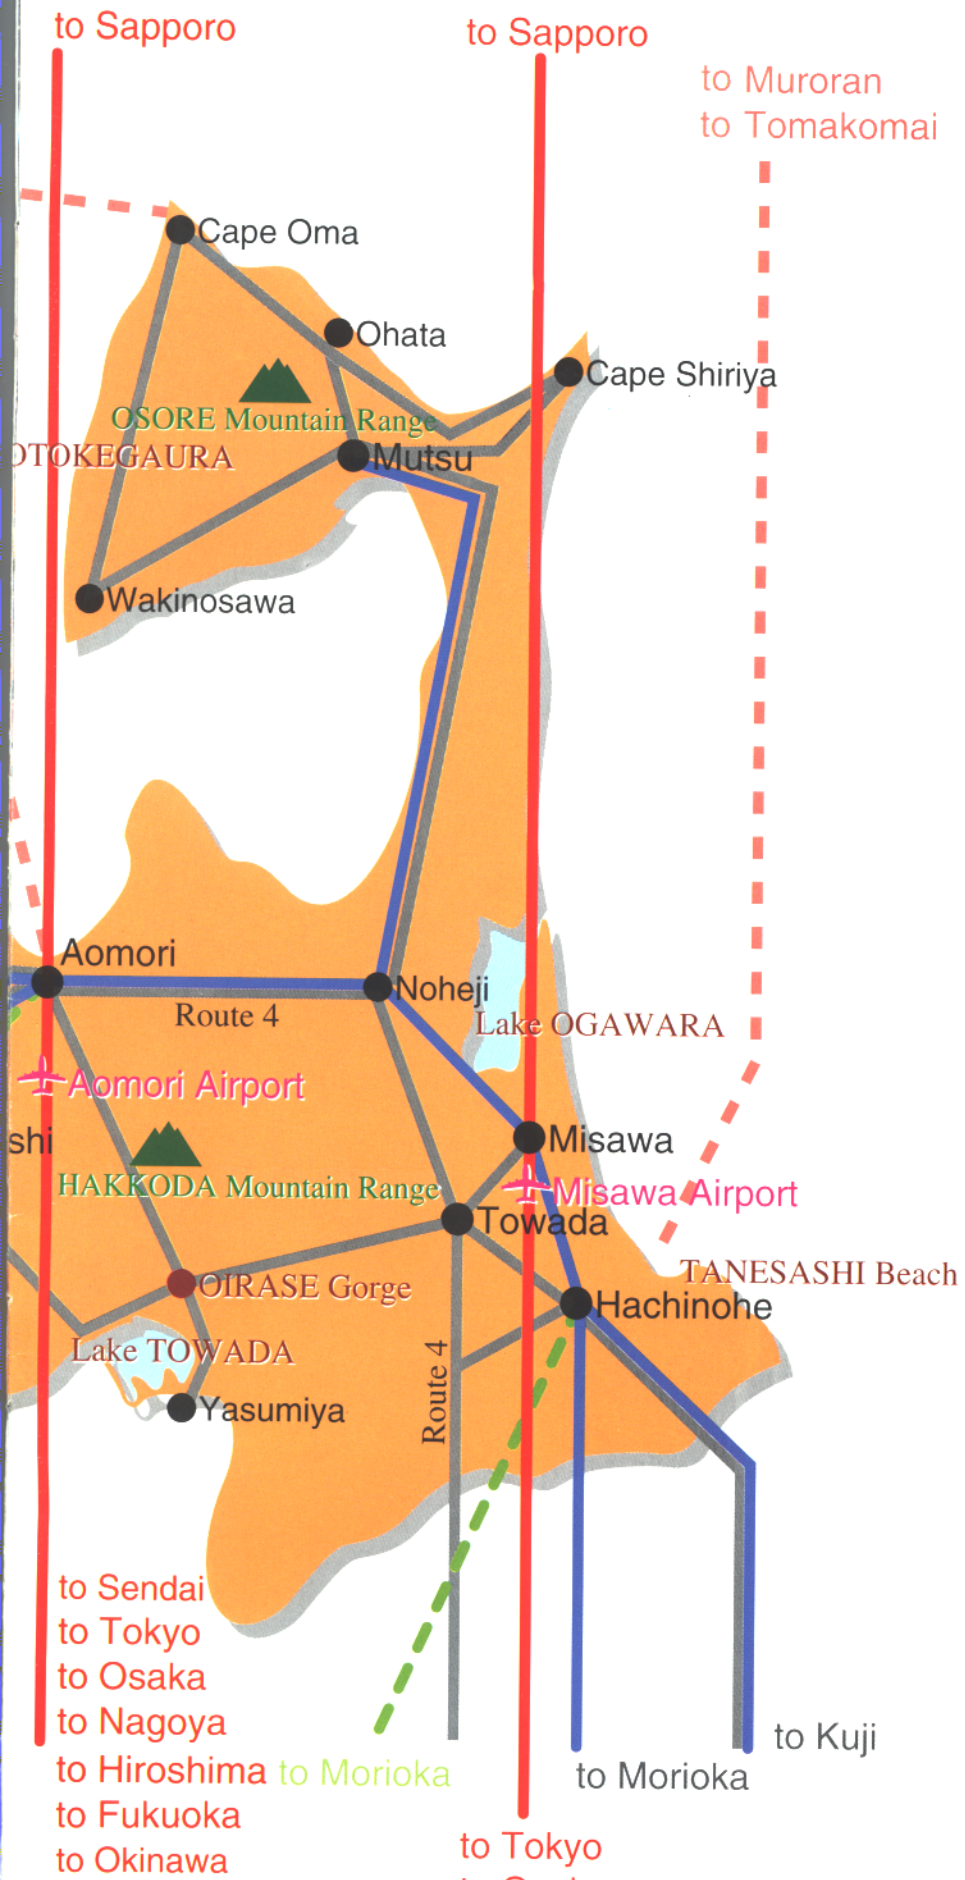 to Sapporo
to Sapporo
to Muroran
to Tomakomai
Cape Oma
Ohata
Cape Shiriya
OSORE Mountain Range
OTOKEGAURA
Mutsu
Wakinosawa
Aomori
Noheji
Route 4
Lake OGAWARA
Aomori Airport
shi
Misawa
HAKKODA Mountain Range
Misawa Airport
Towada
TANESASHI Beach
OIRASE Gorge
Hachinohe
Lake TOWADA
Route 4
Yasumiya
to Sendai
to Tokyo
to Osaka
to Nagoya
to Hiroshima
to Fukuoka
to Okinawa
to Morioka
to Morioka
to Kuji
to Tokyo